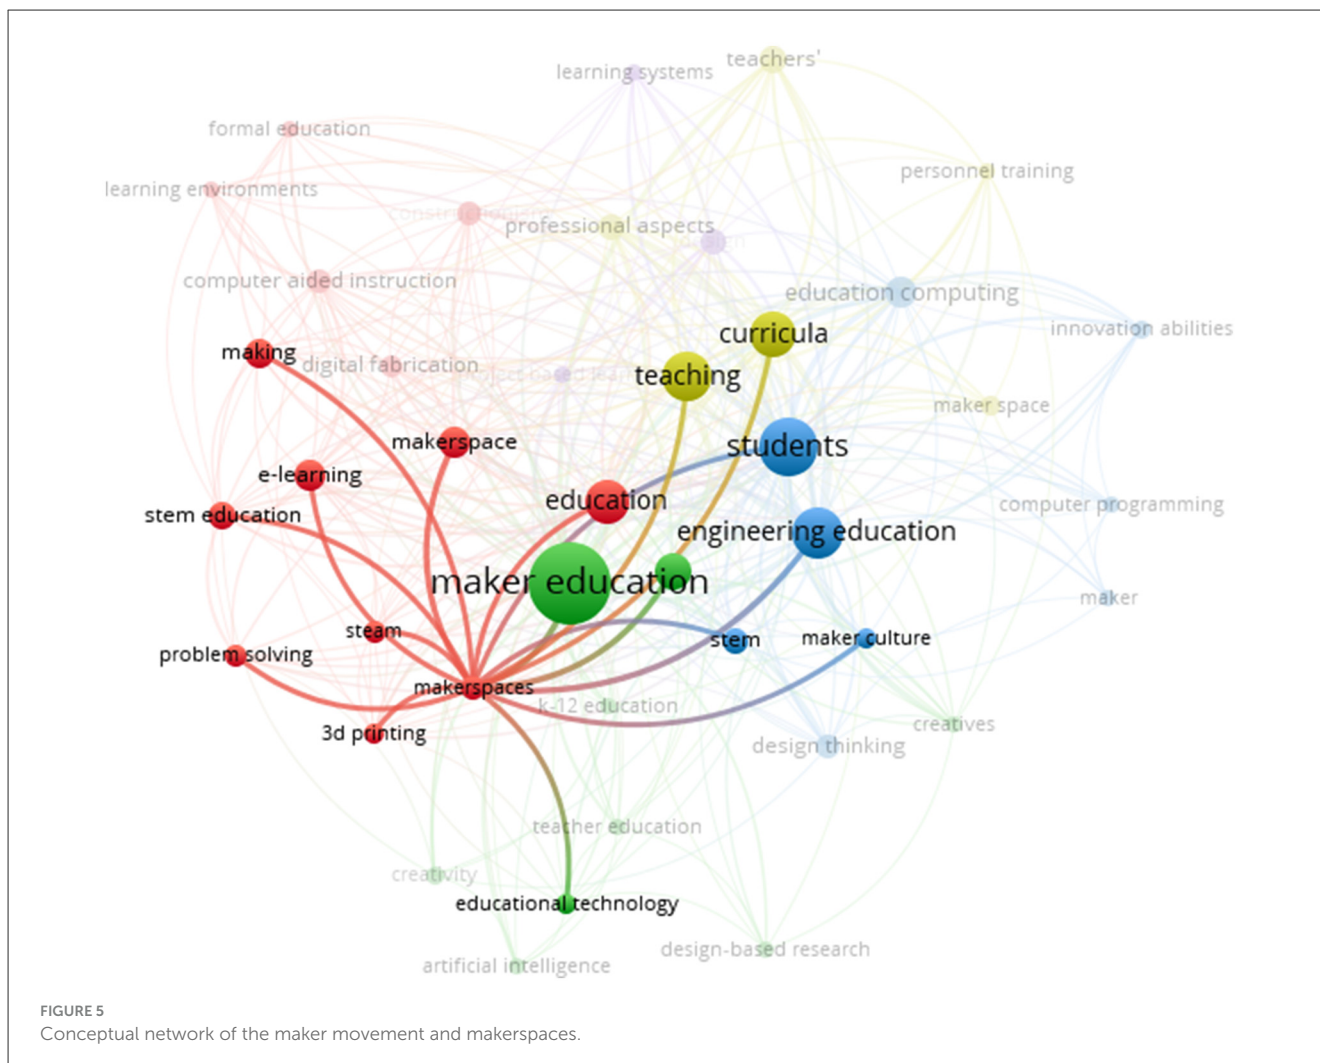 teachers'
learning systems
formal education
personnel training
learning environments
constructionism
professional aspects
design
computer aided instruction
education computing
innovation abilities
curricula
making
digital fabrication
teaching
maker space
makerspace
students
e-learning
education
computer programming
stem education
engineering education
maker education
maker
steam
stem
maker culture
problem solving
makerspaces
k-12 education
creatives
3d printing
design thinking
teacher education
creativity
educational technology
design-based research
artificial intelligence
FIGURE 5
Conceptual network of the maker movement and makerspaces.